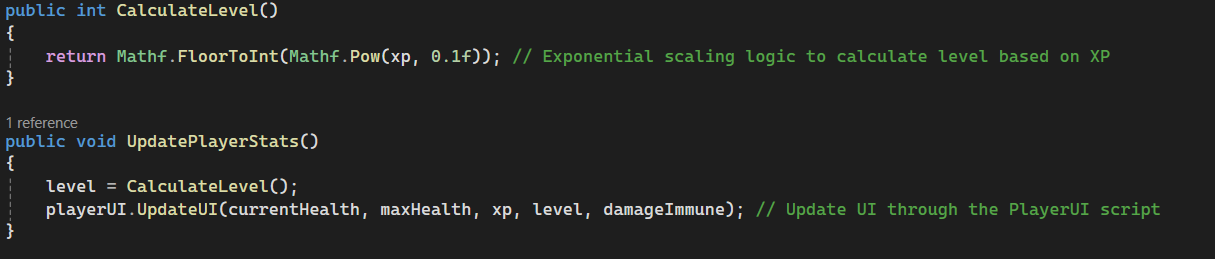 public int CalculateLevel()
{
    return Mathf.FloorToInt(Mathf.Pow(xp, 0.1f)); // Exponential scaling logic to calculate level based on XP
}
1 reference
public void UpdatePlayerStats()
{
    level = CalculateLevel();
    playerUI.UpdateUI(currentHealth, maxHealth, xp, level, damageImmune); // Update UI through the PlayerUI script
}